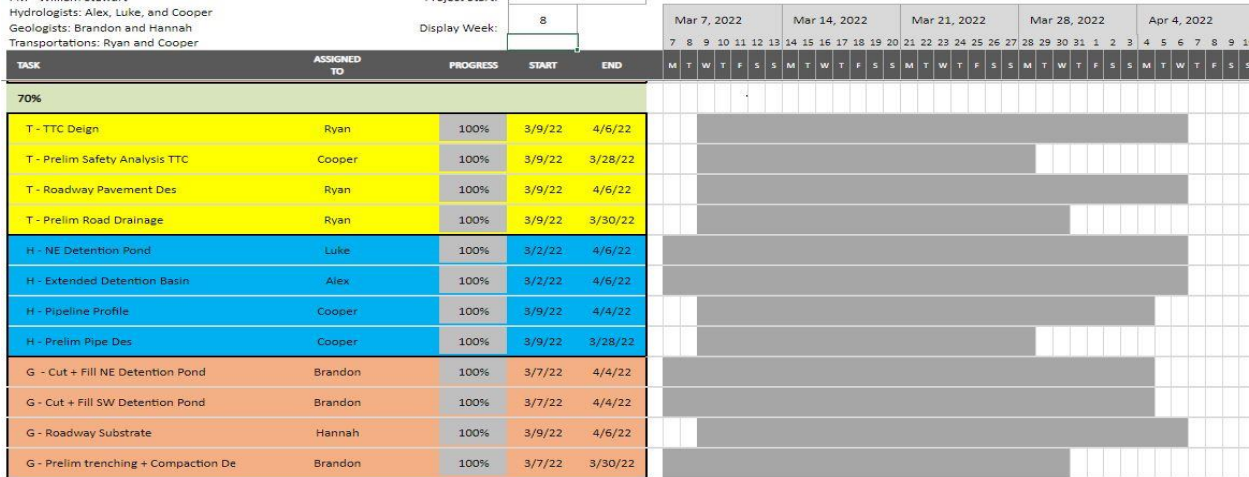 Hydrologists: Alex, Luke, and Cooper
Geologists: Brandon and Hannah
Transportations: Ryan and Cooper
Display Week: 8
Mar 7, 2022 Mar 14, 2022 Mar 21, 2022 Mar 28, 2022 Apr 4, 2022
7 8 9 10 11 12 13 14 15 16 17 18 19 20 21 22 23 24 25 26 27 28 29 30 31 1 2 3 4 5 6 7 8 9
TASK ASSIGNED TO PROGRESS START END M T W T F S S M T W T F S S M T W T F S S M T W T F S S M T W T F S S
70%
T - TTC Deign Ryan 100% 3/9/22 4/6/22
T - Prelim Safety Analysis TTC Cooper 100% 3/9/22 3/28/22
T - Roadway Pavement Des Ryan 100% 3/9/22 4/6/22
T - Prelim Road Drainage Ryan 100% 3/9/22 3/30/22
H - NE Detention Pond Luke 100% 3/2/22 4/6/22
H - Extended Detention Basin Alex 100% 3/2/22 4/6/22
H - Pipeline Profile Cooper 100% 3/9/22 4/4/22
H - Prelim Pipe Des Cooper 100% 3/9/22 3/28/22
G - Cut + Fill NE Detention Pond Brandon 100% 3/7/22 4/4/22
G - Cut + Fill SW Detention Pond Brandon 100% 3/7/22 4/4/22
G - Roadway Substrate Hannah 100% 3/9/22 4/6/22
G - Prelim trenching + Compaction De Brandon 100% 3/7/22 3/30/22